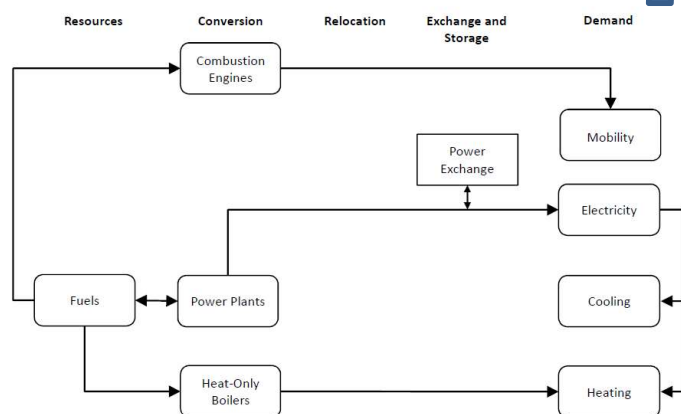 Resources Conversion Relocation Exchange and Demand
Storage
Combustion
Engines
Mobility
Power
Exchange
Electricity
Fuels Power Plants Cooling
Heat-Only
Boilers
Heating